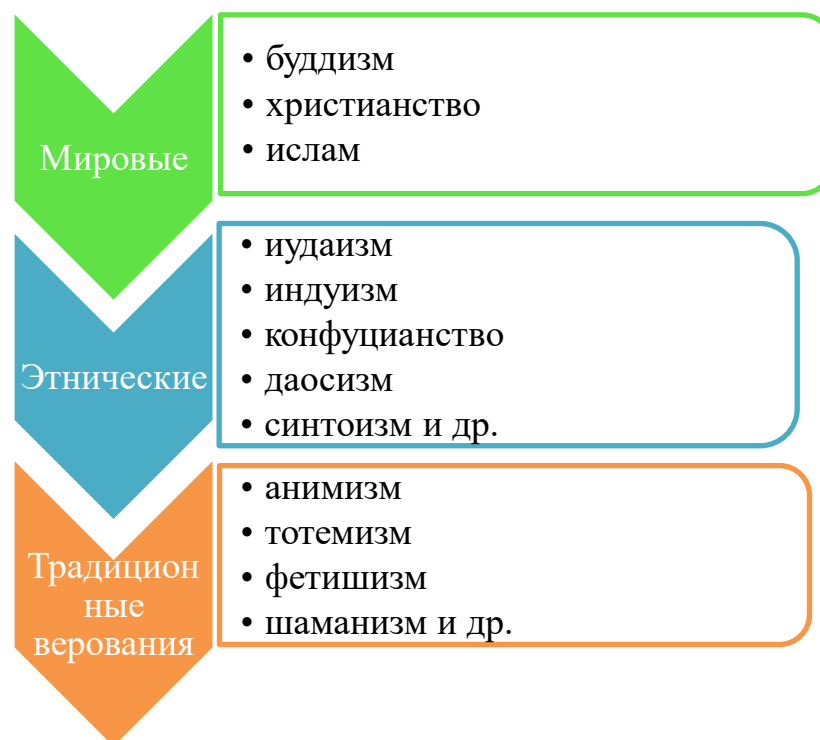 Мировые
• буддизм
• христианство
• ислам
Этнические
• иудаизм
• индуизм
• конфуцианство
• даосизм
• синтоизм и др.
Традицион
ные
верования
• анимизм
• тотемизм
• фетишизм
• шаманизм и др.